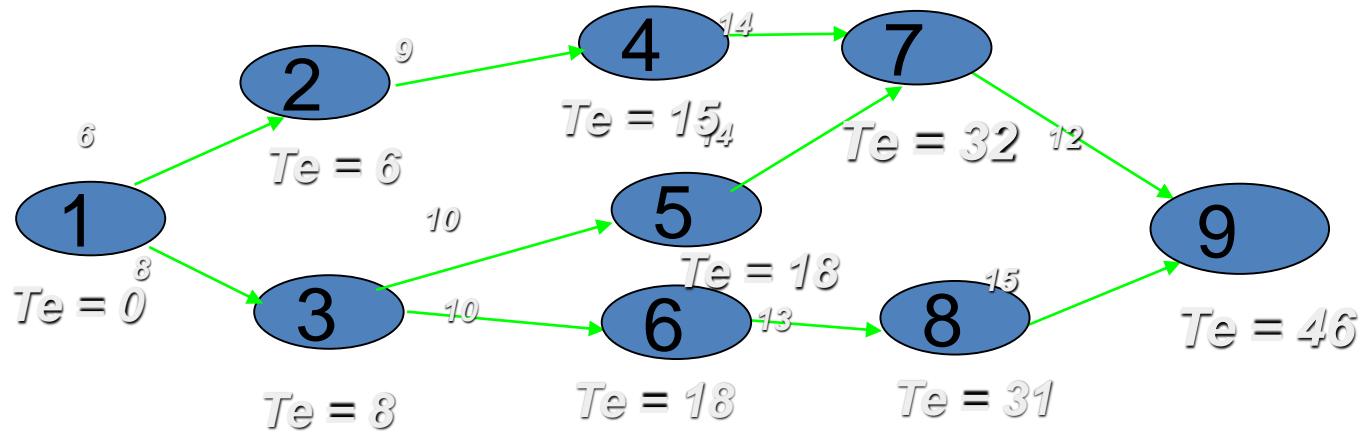 1
Te = 0
6
8
2
Te = 6
3
Te = 8
9
10
10
4
Te = 15
5
Te = 18
6
Te = 18
14
14
13
7
Te = 32
8
Te = 31
12
15
9
Te = 46